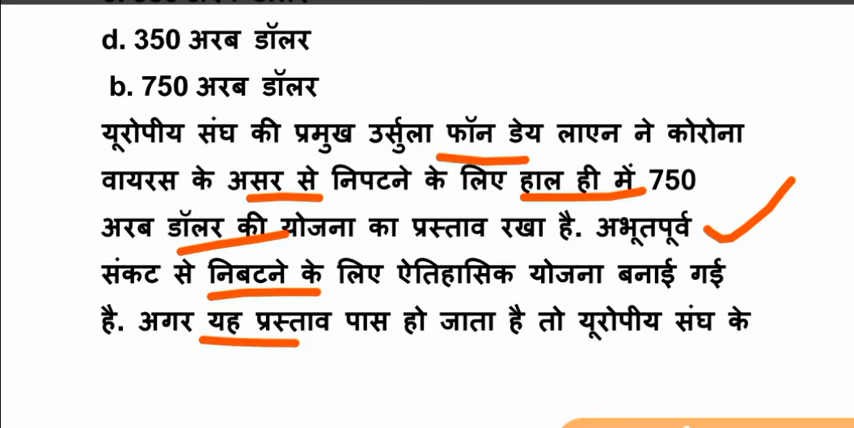 d. 350 अरब डॉलर
b. 750 अरब डॉलर
यूरोपीय संघ की प्रमुख उर्सुला फॉन डेय लाएन ने कोरोना
वायरस के असर से निपटने के लिए हाल ही में 750
अरब डॉलर की योजना का प्रस्ताव रखा है. अभूतपूर्व
संकट से निबटने के लिए ऐतिहासिक योजना बनाई गई
है. अगर यह प्रस्ताव पास हो जाता है तो यूरोपीय संघ के